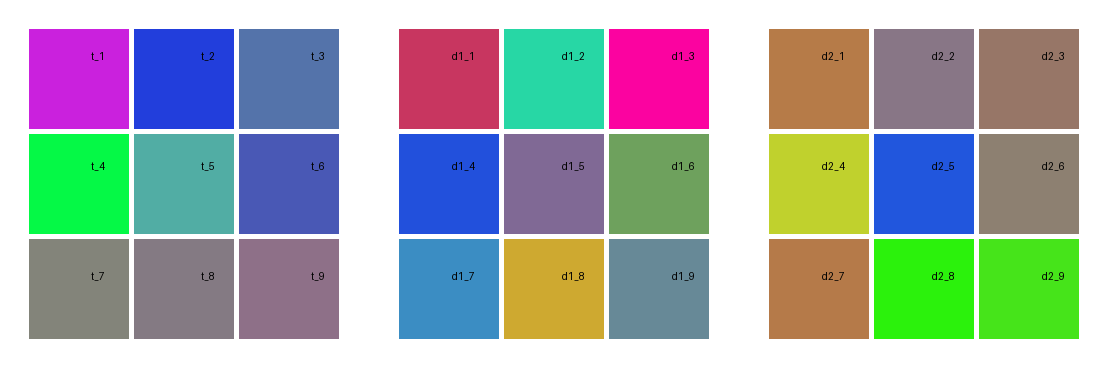 t_1 t_2 t_3 d1_1 d1_2 d1_3 d2_1 d2_2 d2_3
t_4 t_5 t_6 d1_4 d1_5 d1_6 d2_4 d2_5 d2_6
t_7 t_8 t_9 d1_7 d1_8 d1_9 d2_7 d2_8 d2_9